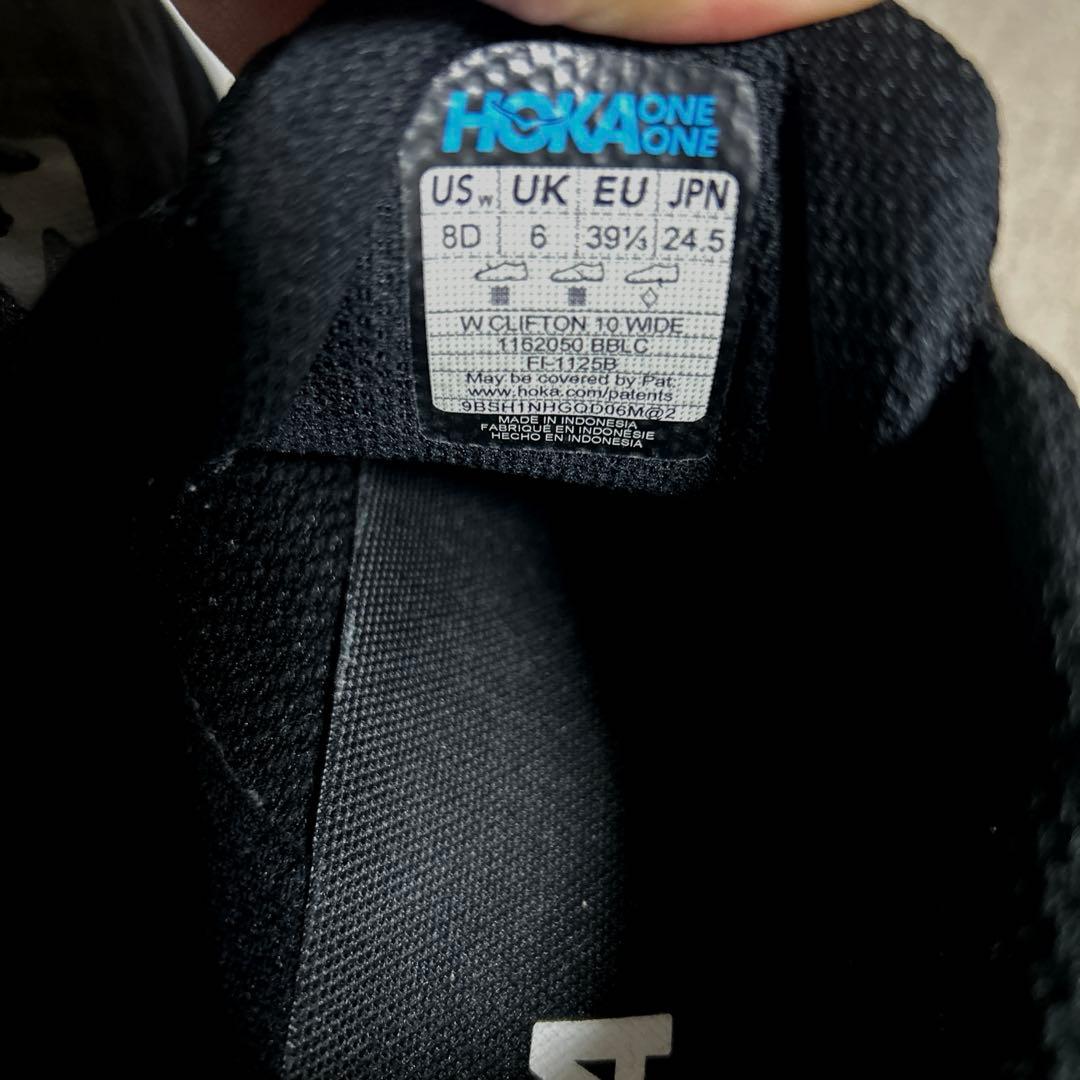 HOKA ONE ONE
US w UK EU JPN
8D 6 39⅓ 24.5
W CLIFTON 10 WIDE
1162050 BBLC
FI-1125B
May be covered by Pat:
www.hoka.com/patents
9BSH1NHGQD06M@2
MADE IN INDONESIA
FABRIQUÉ EN INDONÉSIE
HECHO EN INDONESIA